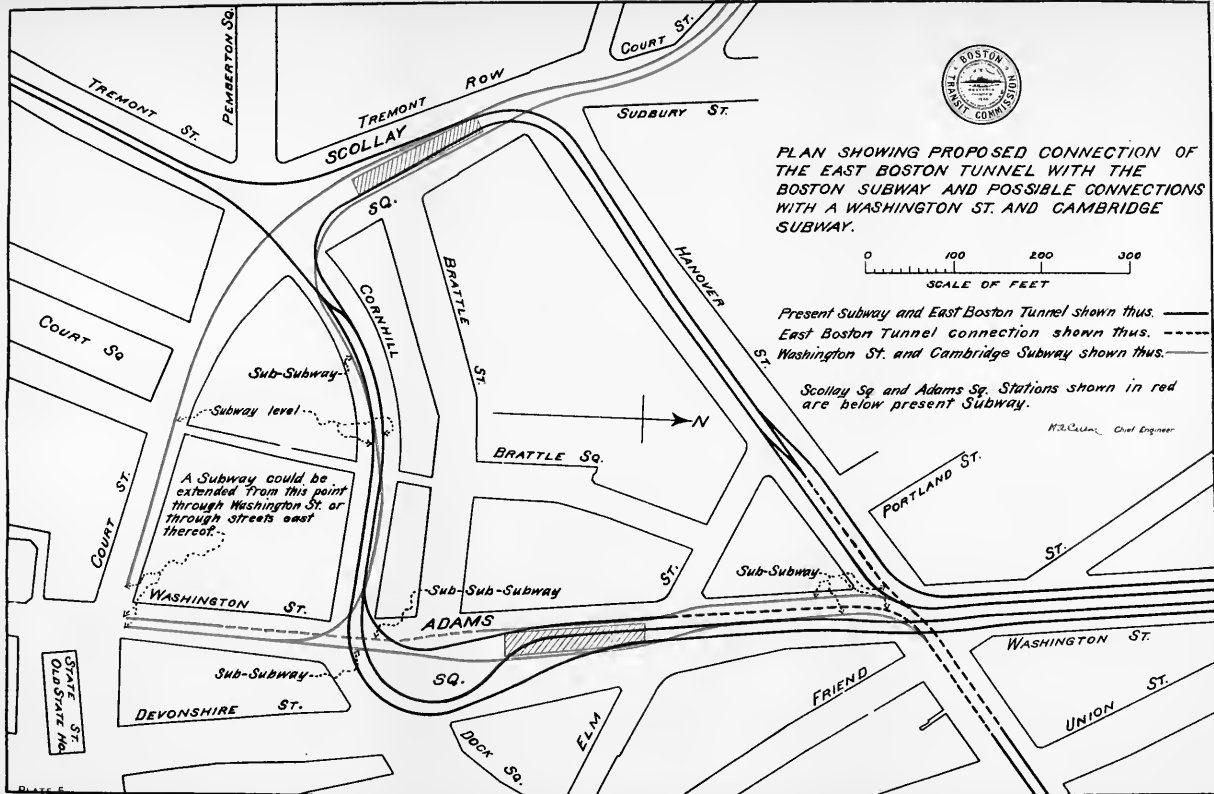 BOSTON
TRANSIT COMMISSION
PLAN SHOWING PROPOSED CONNECTION OF
THE EAST BOSTON TUNNEL WITH THE
BOSTON SUBWAY AND POSSIBLE CONNECTIONS
WITH A WASHINGTON ST. AND CAMBRIDGE
SUBWAY.
0 100 200 300
SCALE OF FEET
Present Subway and East Boston Tunnel shown thus.
East Boston Tunnel connection shown thus.
Washington St. and Cambridge Subway shown thus.
Scollay Sq. and Adams Sq. Stations shown in red
are below present Subway.
Chief Engineer
PEMBERTON SQ.
TREMONT
ST.
TREMONT
ROW
COURT ST.
SCOLLAY
SQ.
SUDBURY ST.
HANOVER
ST.
CORNHILL
BRATTLE
ST.
COURT SQ
Sub-Subway
Subway level
N
BRATTLE SQ.
A Subway could be
extended from this point
through Washington St. or
through streets east
thereof.
COURT
ST.
PORTLAND ST.
ST.
Sub-Subway
ST.
Sub-Sub-Subway
WASHINGTON
ST.
ADAMS
SQ.
WASHINGTON ST.
STATE ST.
OLD STATE HO.
Sub-Subway
DEVONSHIRE ST.
DOCK
SQ.
ELM
FRIEND
UNION
ST.
PLATE 5